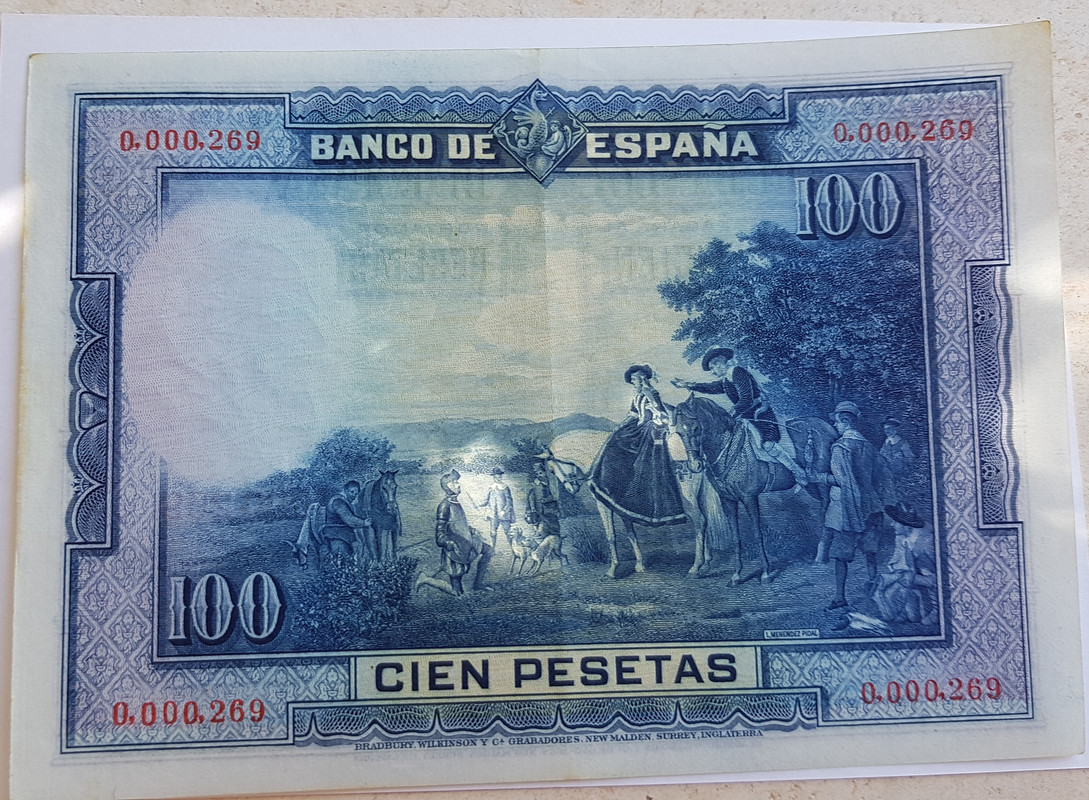 0,000,269
BANCO DE ESPAÑA
0,000,269
100
100
L. MENENDEZ PIDAL
CIEN PESETAS
0,000,269
0,000,269
BRADBURY, WILKINSON Y Cª GRABADORES, NEW MALDEN, SURREY, INGLATERRA